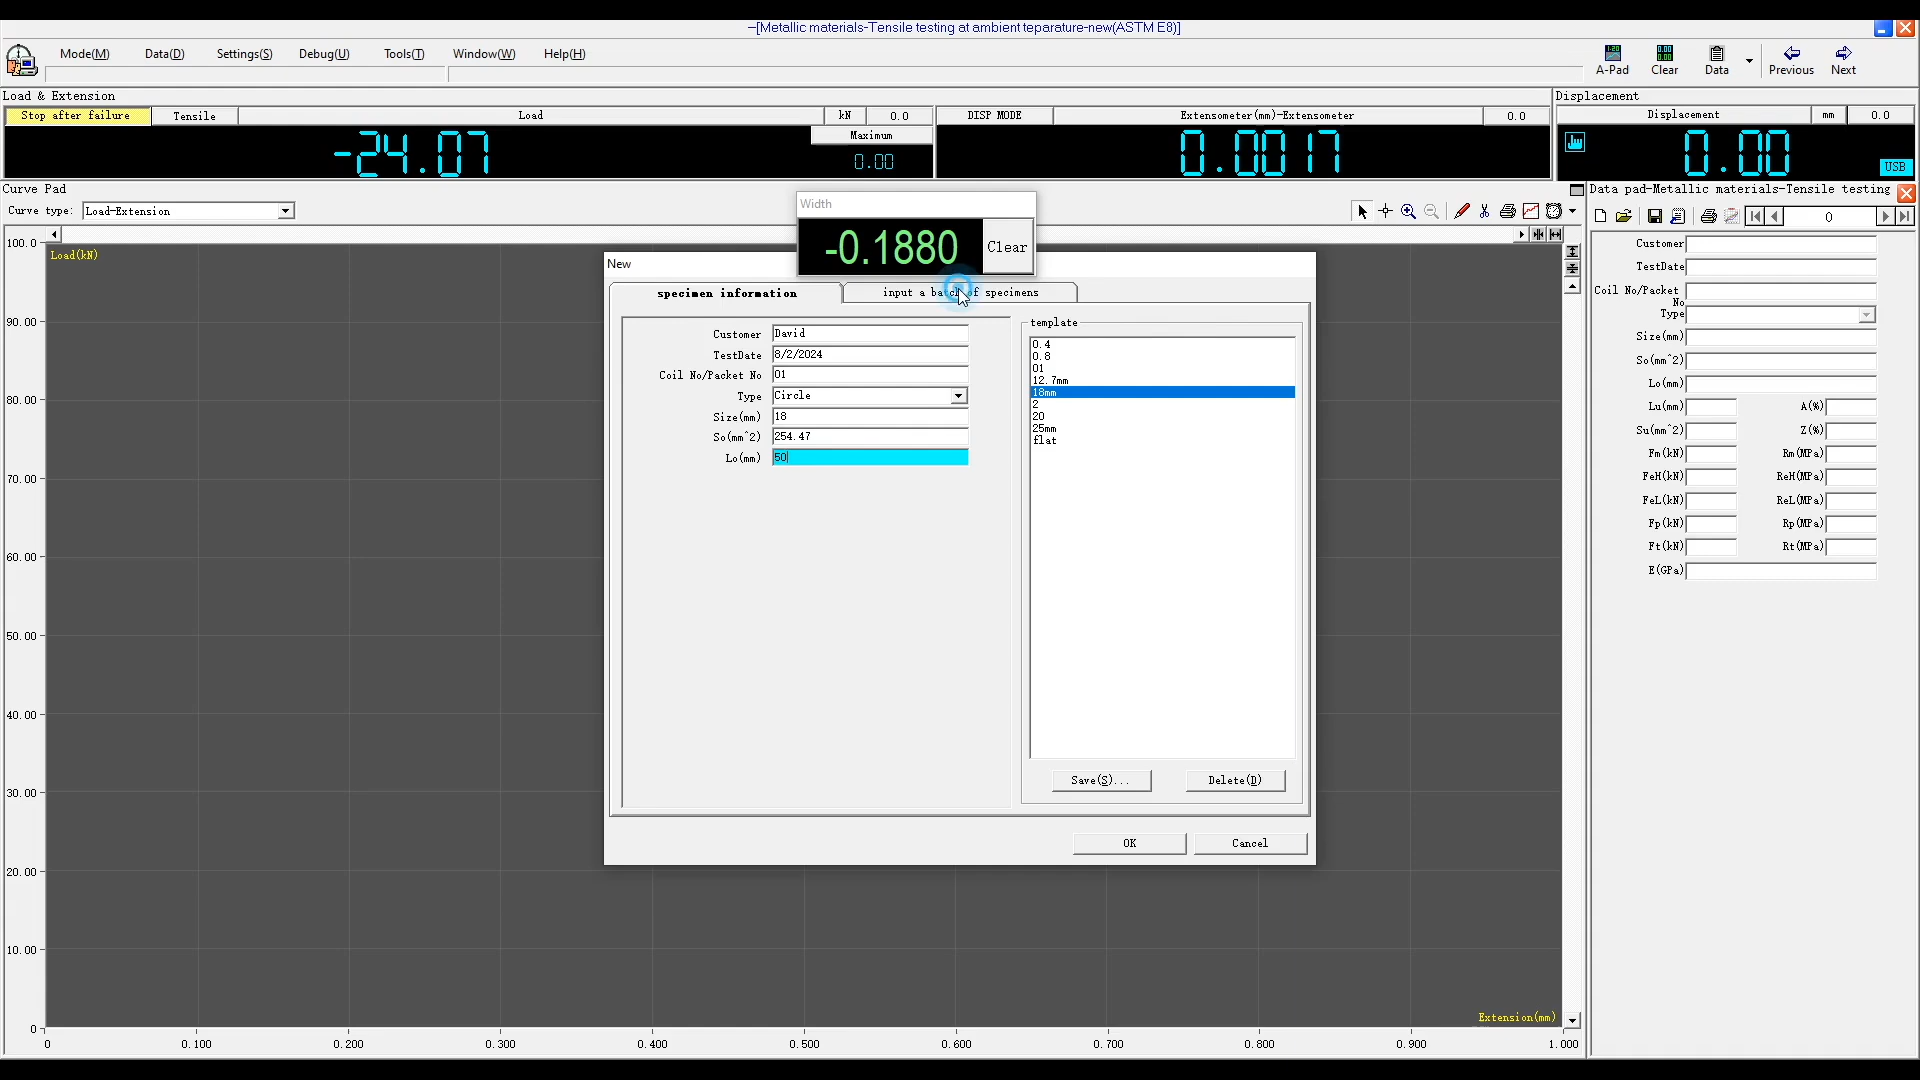 —[Metallic materials-Tensile testing at ambient teparature-new(ASTM E8)]
Mode(M) Data(D) Settings(S) Debug(U) Tools(T) Window(W) Help(H)
A-Pad Clear Data Previous Next
Load & Extension
Displacement
Stop after failure Tensile Load kN 0.0 DISP MODE Extensometer(mm)-Extensometer 0.0 Displacement mm 0.0
Maximum
-24.07 0.00 0.0017 0.00 USB
Curve Pad
Data pad-Metallic materials-Tensile testing
Curve type: Load-Extension
0
Width
-0.1880 Clear
100.0
Load(kN)
90.00
80.00
70.00
60.00
50.00
40.00
30.00
20.00
10.00
0
Extension(mm)
0 0.100 0.200 0.300 0.400 0.500 0.600 0.700 0.800 0.900 1.000
New
specimen information input a batch of specimens
Customer David
TestDate 8/2/2024
Coil No/Packet No 01
Type Circle
Size(mm) 18
So(mm^2) 254.47
Lo(mm) 50
template
0.4
0.8
01
12.7mm
18mm
2
20
25mm
flat
Save(S)... Delete(D)
OK Cancel
Customer
TestDate
Coil No/Packet
No
Type
Size(mm)
So(mm^2)
Lo(mm)
Lu(mm) A(%)
Su(mm^2) Z(%)
Fm(kN) Rm(MPa)
FeH(kN) ReH(MPa)
FeL(kN) ReL(MPa)
Fp(kN) Rp(MPa)
Ft(kN) Rt(MPa)
E(GPa)